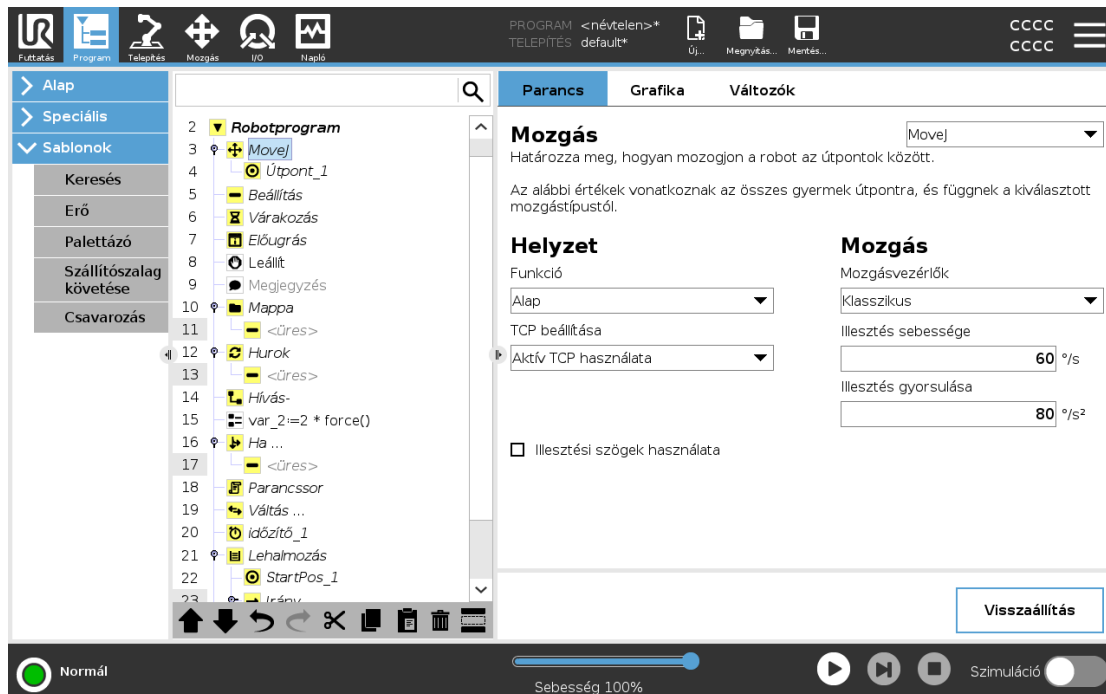 Futtatás
Program
Telepítés
Mozgás
I/O
Napló
PROGRAM <névtelen>*
TELEPÍTÉS default*
Új...
Megnyitás...
Mentés...
CCCC
CCCC
Alap
Speciális
Sablonok
Keresés
Erő
Palettázó
Szállítószalag
követése
Csavarozás
2 Robotprogram
3 MoveJ
4 Útpont_1
5 Beállítás
6 Várakozás
7 Előugrás
8 Leállít
9 Megjegyzés
10 Mappa
11 <üres>
12 Hurok
13 <üres>
14 Hívás-
15 var_2:=2 * force()
16 Ha ...
17 <üres>
18 Parancssor
19 Váltás ...
20 időzítő_1
21 Lehalmozás
22 StartPos_1
23 Irány
Parancs
Grafika
Változók
Mozgás
MoveJ
Határozza meg, hogyan mozogjon a robot az útpontok között.
Az alábbi értékek vonatkoznak az összes gyermek útpontra, és függnek a kiválasztott
mozgástípustól.
Helyzet
Funkció
Alap
TCP beállítása
Aktív TCP használata
Illesztési szögek használata
Mozgás
Mozgásvezérlők
Klasszikus
Illesztés sebessége
60 °/s
Illesztés gyorsulása
80 °/s²
Visszaállítás
Normál
Sebesség 100%
Szimuláció